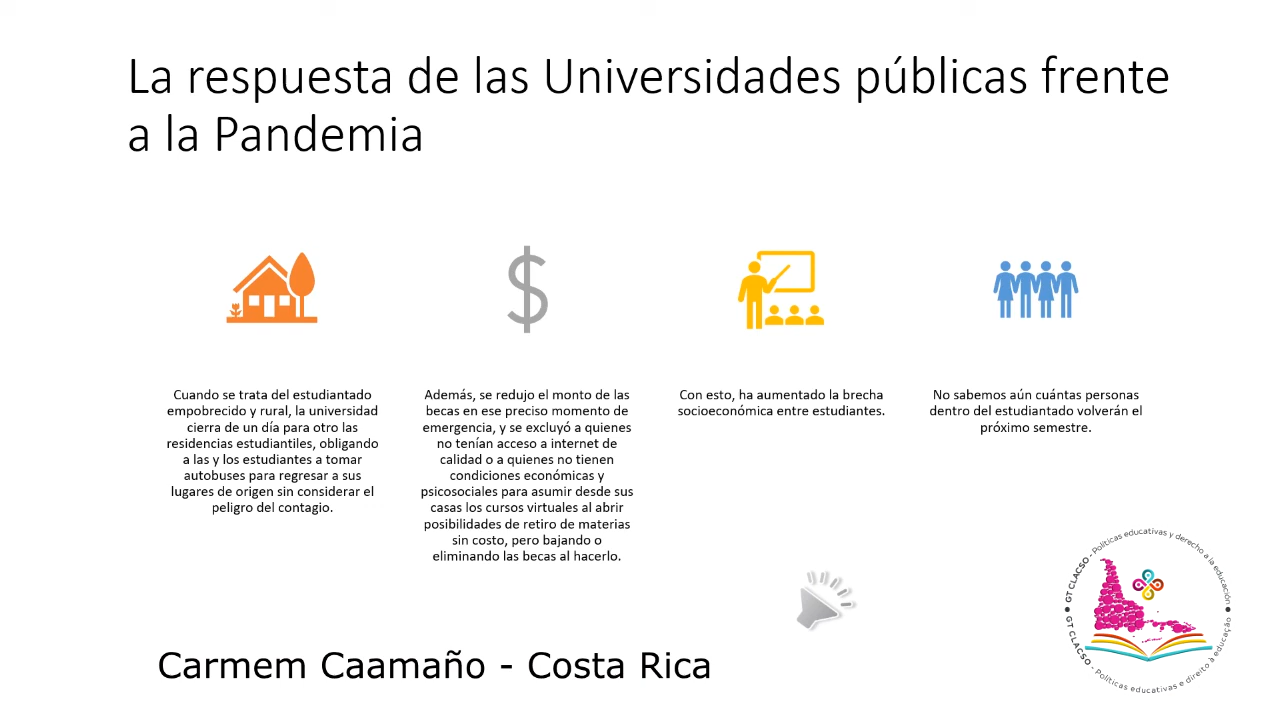 La respuesta de las Universidades públicas frente
a la Pandemia
Cuando se trata del estudiantado
empobrecido y rural, la universidad
cierra de un día para otro las
residencias estudiantiles, obligando
a las y los estudiantes a tomar
autobuses para regresar a sus
lugares de origen sin considerar el
peligro del contagio.
Además, se redujo el monto de las
becas en ese preciso momento de
emergencia, y se excluyó a quienes
no tenían acceso a internet de
calidad o a quienes no tienen
condiciones económicas y
psicosociales para asumir desde sus
casas los cursos virtuales al abrir
posibilidades de retiro de materias
sin costo, pero bajando o
eliminando las becas al hacerlo.
Con esto, ha aumentado la brecha
socioeconómica entre estudiantes.
No sabemos aún cuántas personas
dentro del estudiantado volverán el
próximo semestre.
Carmem Caamaño - Costa Rica
GT CLACSO - Políticas educativas y derecho a la educación
GT CLACSO - Políticas educativas e direito à educação